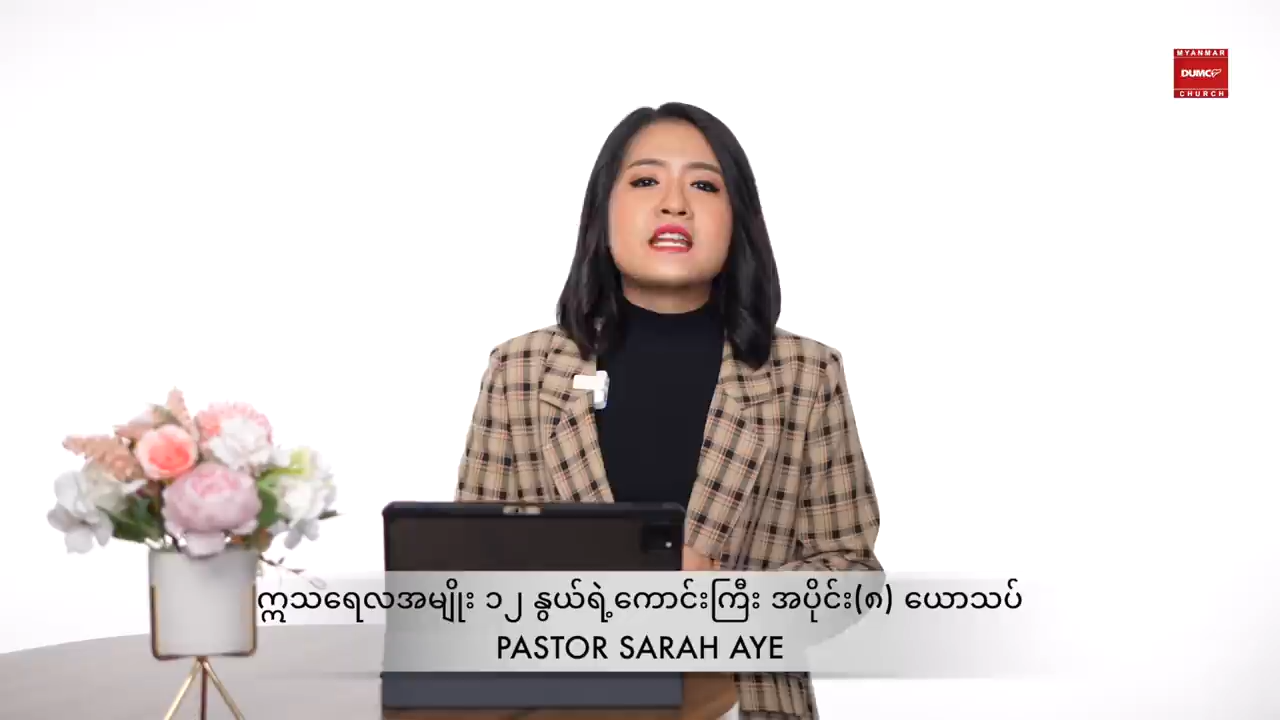 MYANMAR
DUMC
CHURCH
ဣသရေလအမျိုး ၁၂ နွယ်ရဲ့ကောင်းကြီး အပိုင်း(၈) ယောသပ်
PASTOR SARAH AYE